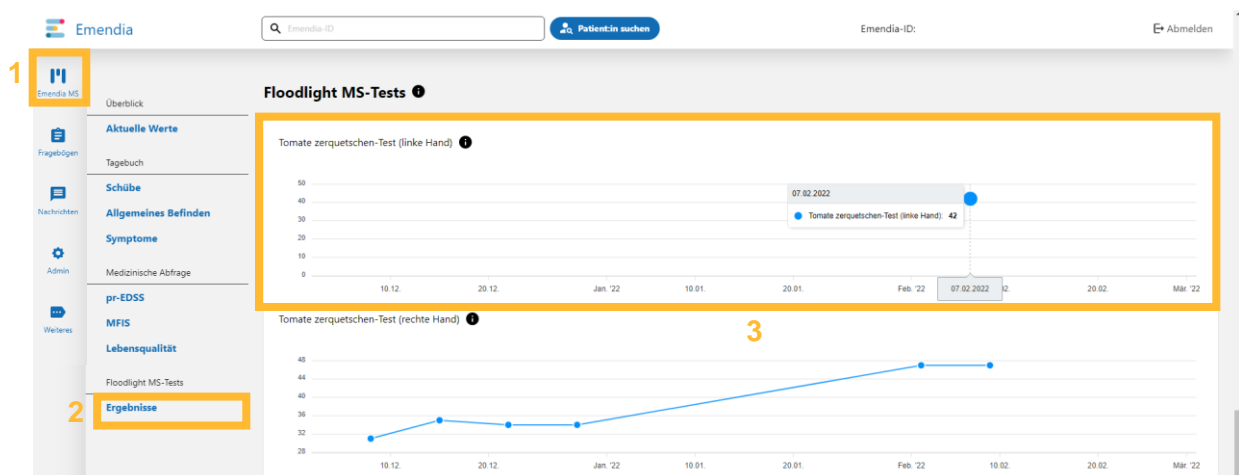 Emendia
Emendia-ID
Patient:in suchen
Emendia-ID:
Abmelden
1
Emendia MS
Fragebögen
Nachrichten
Admin
Weiteres
Überblick
Aktuelle Werte
Tagebuch
Schübe
Allgemeines Befinden
Symptome
Medizinische Abfrage
pr-EDSS
MFIS
Lebensqualität
Floodlight MS-Tests
2
Ergebnisse
Floodlight MS-Tests
Tomate zerquetschen-Test (linke Hand)
50
40
30
20
10
0
07.02.2022
Tomate zerquetschen-Test (linke Hand): 42
10.12. 20.12. Jan. '22 10.01. 20.01. Feb. '22 07.02.2022 02. 20.02. Mär. '22
3
Tomate zerquetschen-Test (rechte Hand)
48
44
40
36
32
28
10.12. 20.12. Jan. '22 10.01. 20.01. Feb. '22 10.02. 20.02. Mär. '22